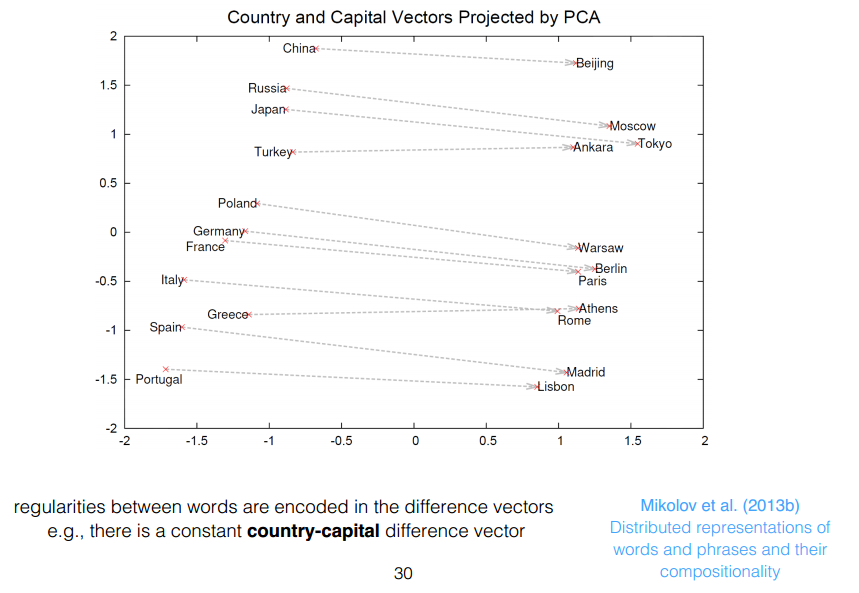 Country and Capital Vectors Projected by PCA
2
1.5
1
0.5
0
-0.5
-1
-1.5
-2
China
Beijing
Russia
Japan
Moscow
Turkey
Ankara
Tokyo
Poland
Germany
France
Warsaw
Berlin
Italy
Paris
Greece
Athens
Spain
Rome
Portugal
Madrid
Lisbon
-2 -1.5 -1 -0.5 0 0.5 1 1.5 2
regularities between words are encoded in the difference vectors
e.g., there is a constant country-capital difference vector
Mikolov et al. (2013b)
Distributed representations of
words and phrases and their
compositionality
30